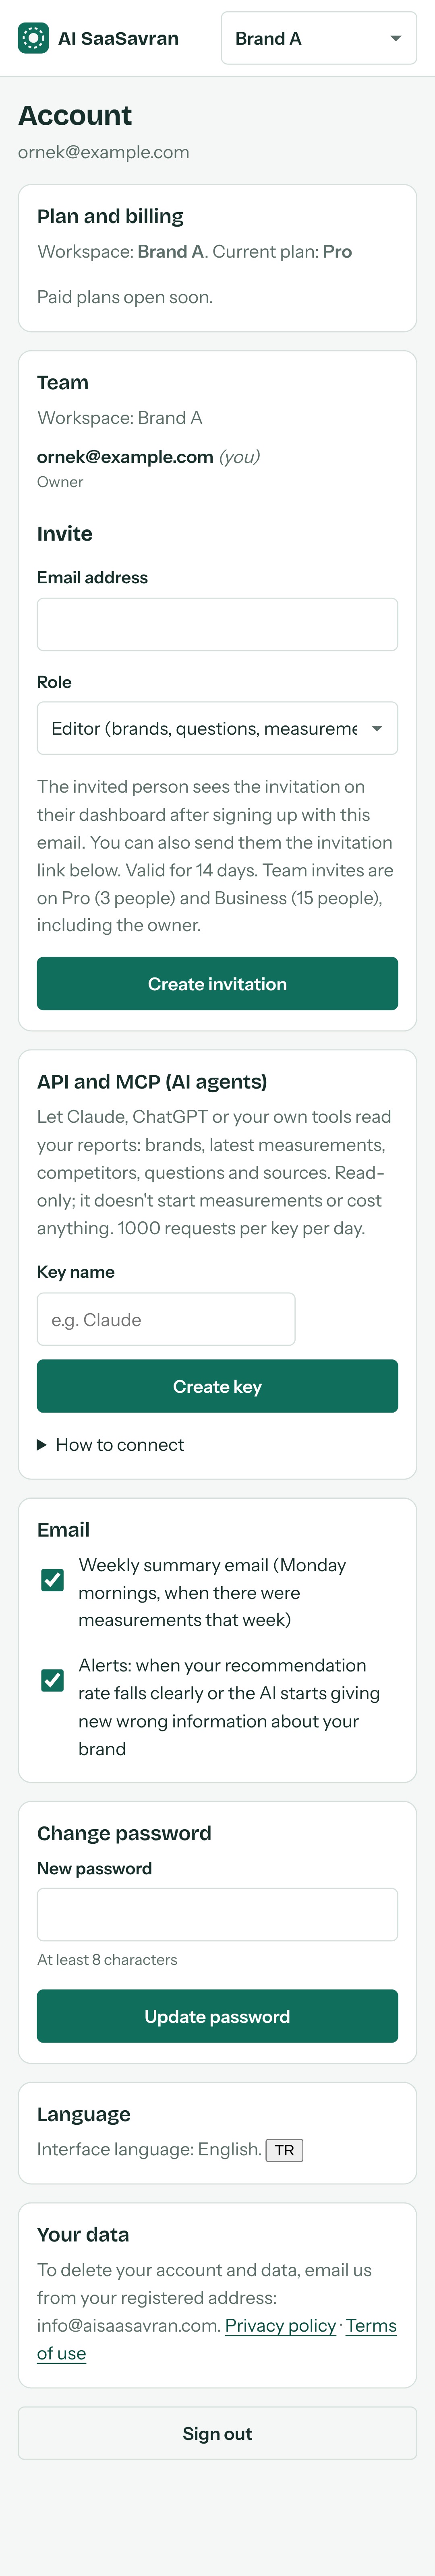 AI SaaSavran
Brand A
Account
ornek@example.com
Plan and billing
Workspace: Brand A. Current plan: Pro
Paid plans open soon.
Team
Workspace: Brand A
ornek@example.com (you)
Owner
Invite
Email address
Role
Editor (brands, questions, measureme
The invited person sees the invitation on
their dashboard after signing up with this
email. You can also send them the invitation
link below. Valid for 14 days. Team invites are
on Pro (3 people) and Business (15 people),
including the owner.
Create invitation
API and MCP (AI agents)
Let Claude, ChatGPT or your own tools read
your reports: brands, latest measurements,
competitors, questions and sources. Read-
only; it doesn't start measurements or cost
anything. 1000 requests per key per day.
Key name
e.g. Claude
Create key
How to connect
Email
Weekly summary email (Monday
mornings, when there were
measurements that week)
Alerts: when your recommendation
rate falls clearly or the AI starts giving
new wrong information about your
brand
Change password
New password
At least 8 characters
Update password
Language
Interface language: English. TR
Your data
To delete your account and data, email us
from your registered address:
info@aisaasavran.com. Privacy policy · Terms
of use
Sign out